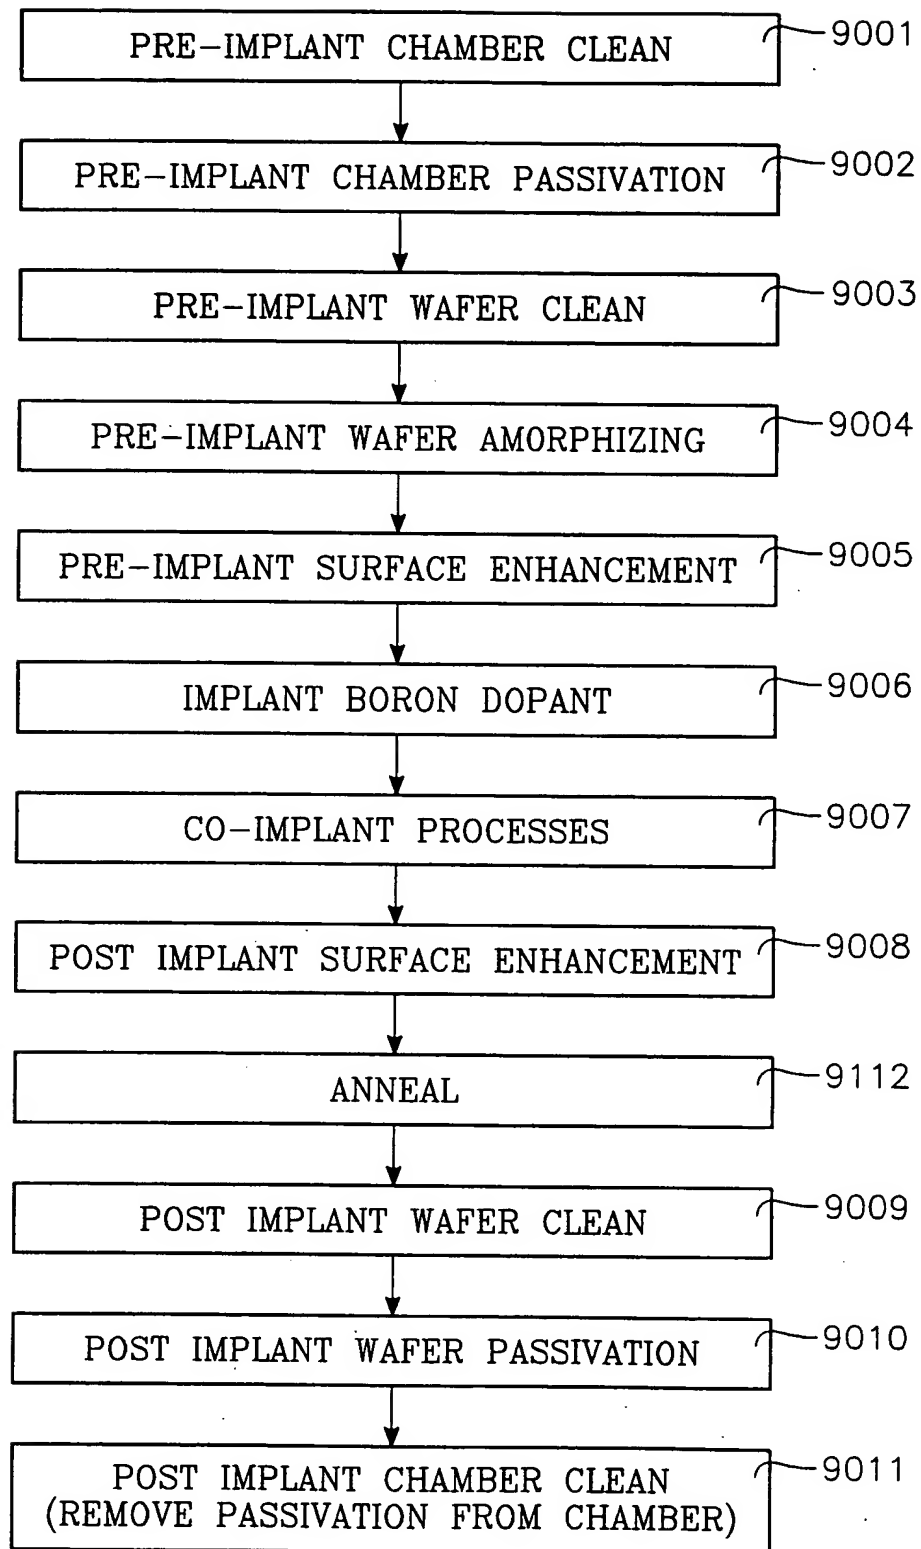 PRE-IMPLANT CHAMBER CLEAN 9001
PRE-IMPLANT CHAMBER PASSIVATION 9002
PRE-IMPLANT WAFER CLEAN 9003
PRE-IMPLANT WAFER AMORPHIZING 9004
PRE-IMPLANT SURFACE ENHANCEMENT 9005
IMPLANT BORON DOPANT 9006
CO-IMPLANT PROCESSES 9007
POST IMPLANT SURFACE ENHANCEMENT 9008
ANNEAL 9112
POST IMPLANT WAFER CLEAN 9009
POST IMPLANT WAFER PASSIVATION 9010
POST IMPLANT CHAMBER CLEAN 9011
(REMOVE PASSIVATION FROM CHAMBER)